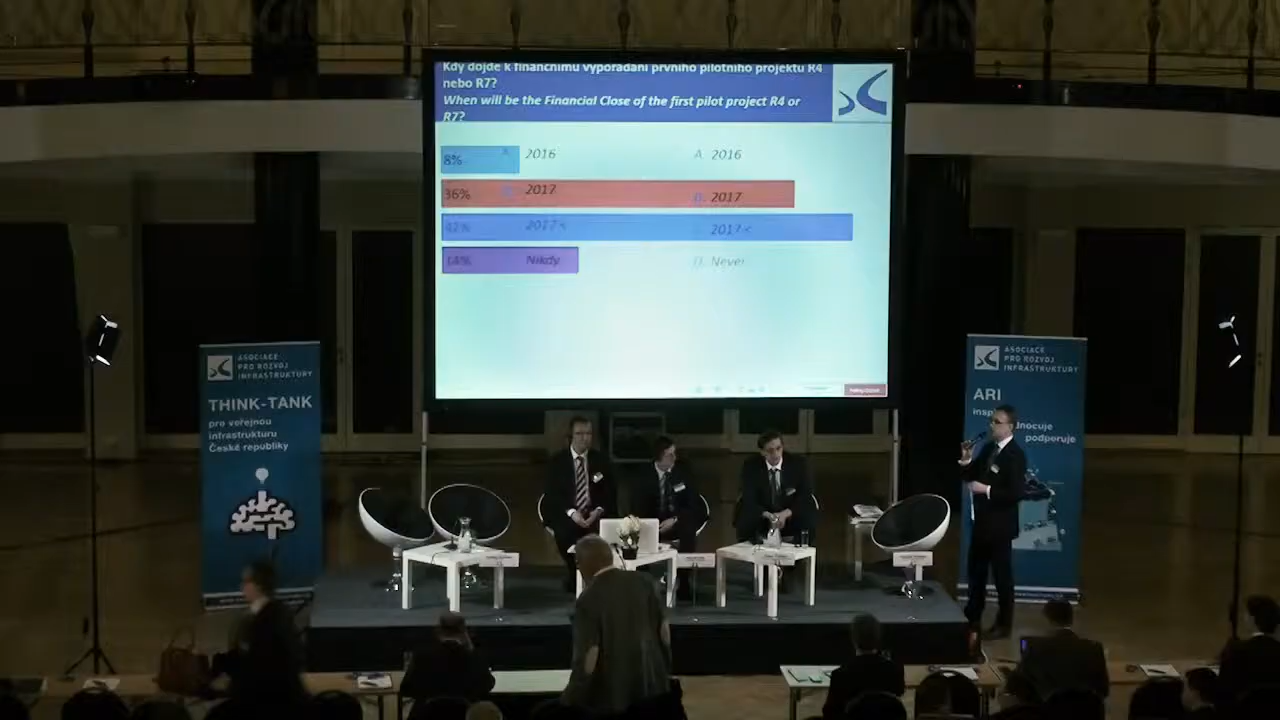 Kdy dojde k finančnímu vypořádání prvního pilotního projektu R4
nebo R7?
When will be the Financial Close of the first pilot project R4 or
R7?
8% 2016 A. 2016
36% 2017 2017
42% 2017< 2017<
14% Nikdy D. Never
ASOCIACE
PRO ROZVOJ
INFRASTRUKTURY
THINK-TANK
pro veřejnou
infrastrukturu
České republiky
ASOCIACE
PRO ROZVOJ
INFRASTRUKTURY
ARI
podporuje